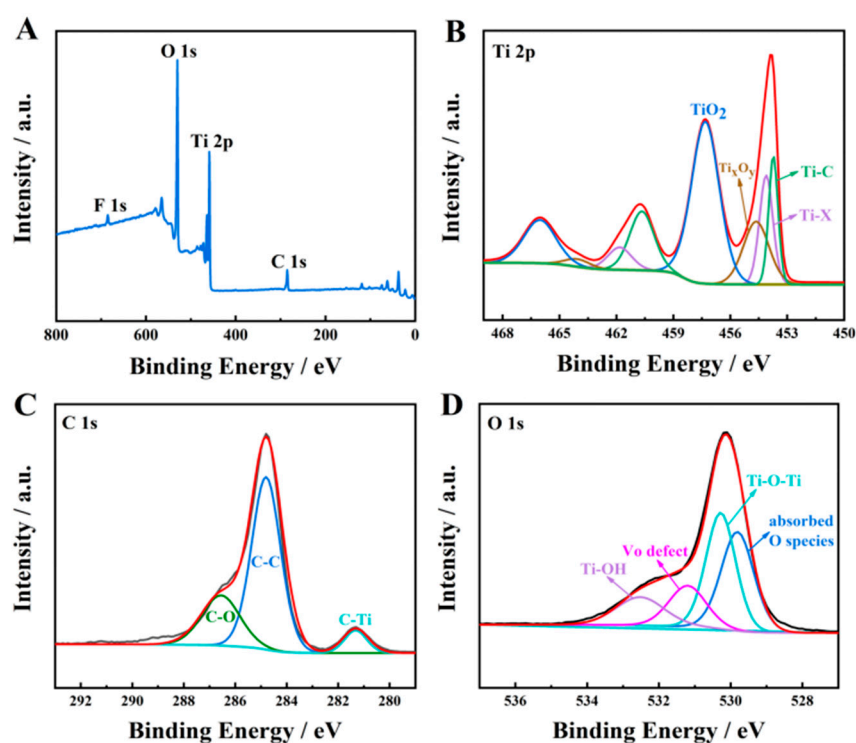 A
O 1s
Ti 2p
F 1s
C 1s
Intensity / a.u.
800 600 400 200 0
Binding Energy / eV
B
Ti 2p
TiO2
TixOy
Ti-C
Ti-X
Intensity / a.u.
468 465 462 459 456 453 450
Binding Energy / eV
C
C 1s
C-C
C-O
C-Ti
Intensity / a.u.
292 290 288 286 284 282 280
Binding Energy / eV
D
O 1s
Ti-O-Ti
absorbed
O species
Vo defect
Ti-OH
Intensity / a.u.
536 534 532 530 528
Binding Energy / eV